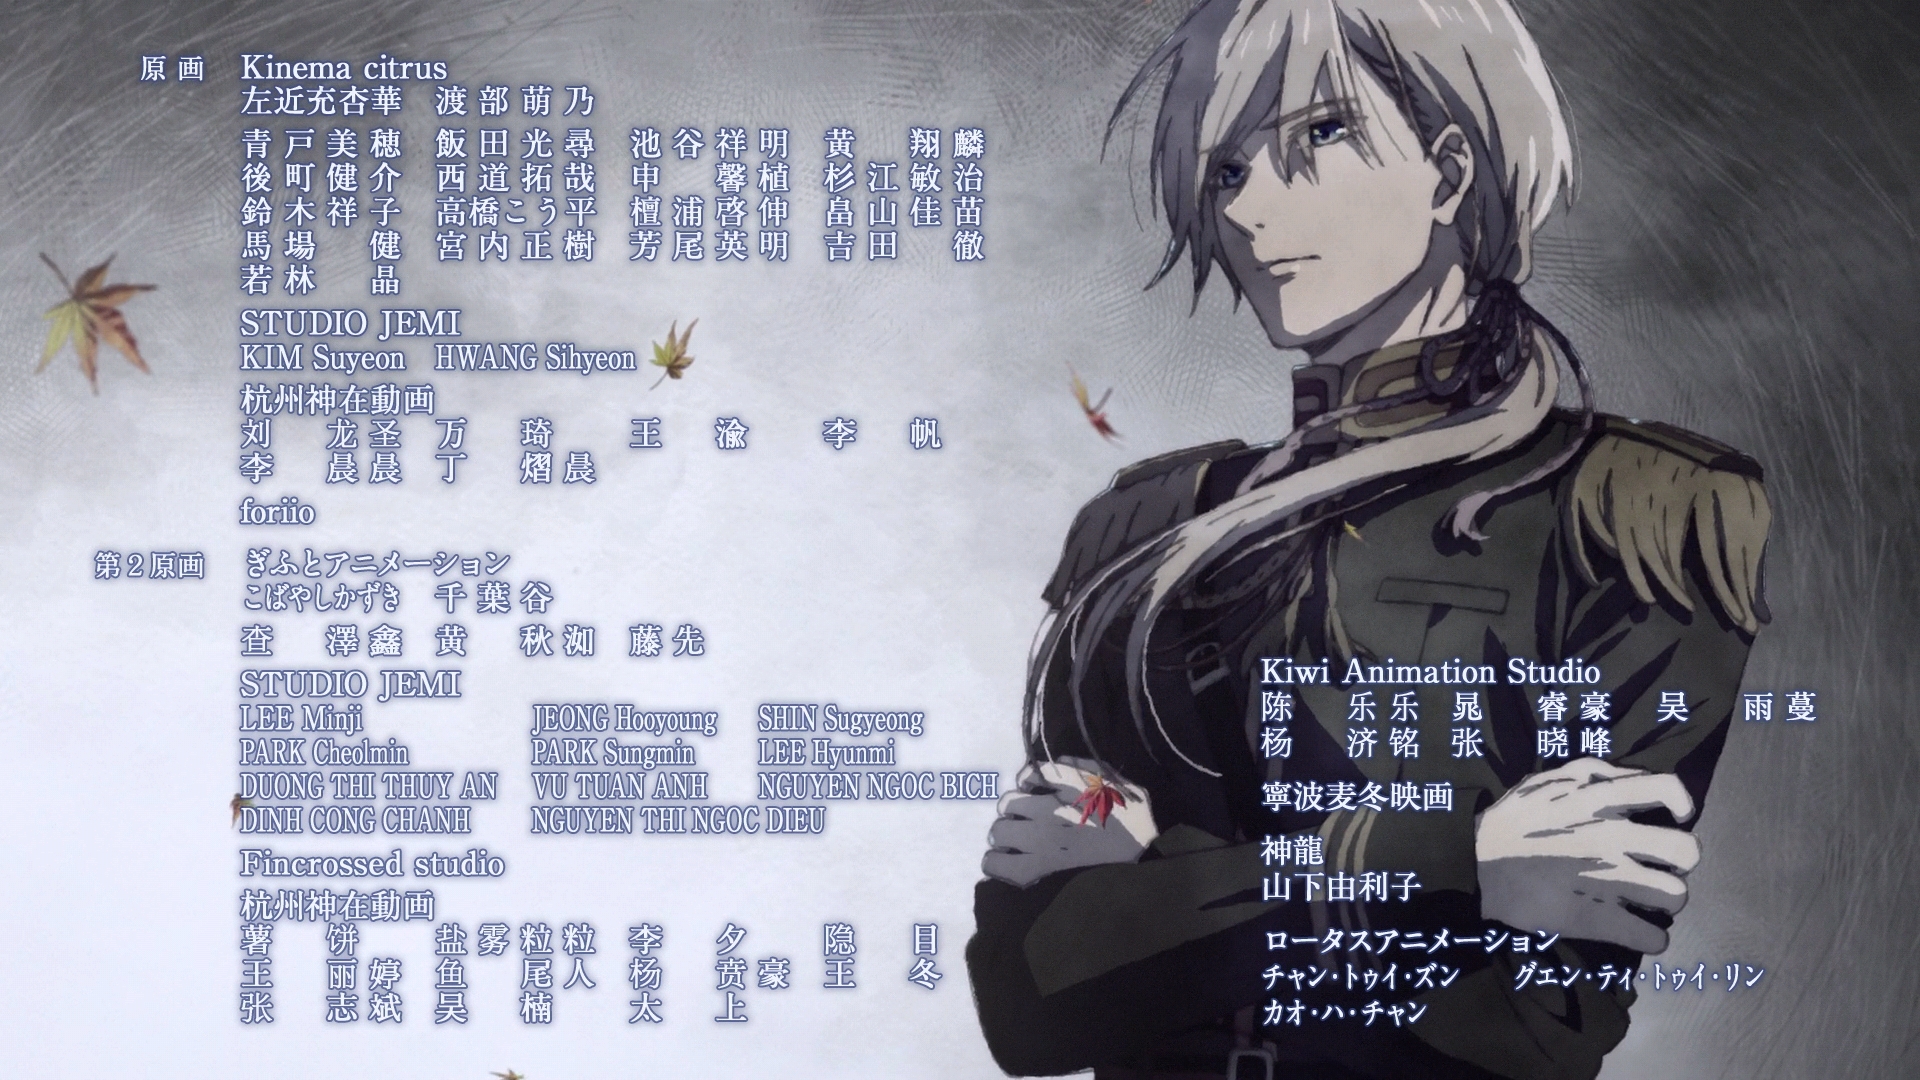 原画 Kinema citrus
左近充杏華 渡部萌乃
青戸美穂 飯田光尋 池谷祥明 黄 翔麟
後町健介 西道拓哉 申 馨植 杉江敏治
鈴木祥子 高橋こう平 檀浦啓伸 畠山佳苗
馬場 健 宮内正樹 芳尾英明 吉田 徹
若林 晶
STUDIO JEMI
KIM Suyeon HWANG Sihyeon
杭州神在動画
刘 龙圣 万 琦 王 渝 李 帆
李 晨晨 丁 熠晨
foriio
第2原画 ぎふとアニメーション
こばやしかずき 千葉谷
査 澤鑫 黄 秋洳 藤先
STUDIO JEMI
LEE Minji JEONG Hooyoung SHIN Sugyeong
PARK Cheolmin PARK Sungmin LEE Hyunmi
DUONG THI THUY AN VU TUAN ANH NGUYEN NGOC BICH
DINH CONG CHANH NGUYEN THI NGOC DIEU
Fincrossed studio
杭州神在動画
薯 饼 盐雾粒粒 李 夕 隐 目
王 丽婷 鱼 尾人 杨 贲豪 王 冬
张 志斌 吴 楠 太 上
Kiwi Animation Studio
陈 乐乐 晁 睿豪 吴 雨蔓
杨 济铭 张 晓峰
寧波麦冬映画
神龍
山下由利子
ロータスアニメーション
チャン・トゥイ・ズン グエン・ティ・トゥイ・リン
カオ・ハ・チャン